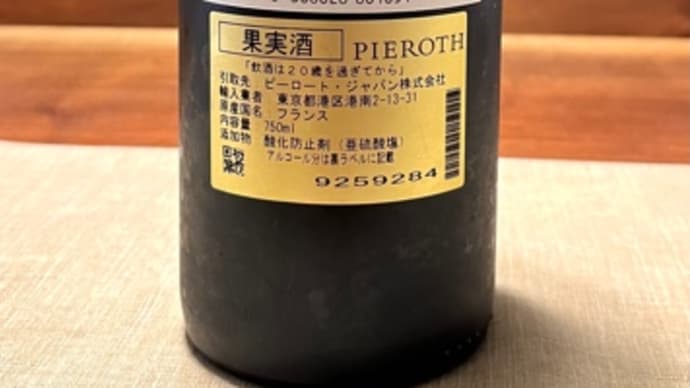 果実酒 PIEROTH
「飲酒は20歳を過ぎてから」
引取先 ピーロート・ジャパン株式会社
輸入業者 東京都港区港南2-13-31
原産国名 フランス
内容量 750ml
添加物 酸化防止剤（亜硫酸塩）
アルコール分は裏ラベルに記載
9259284